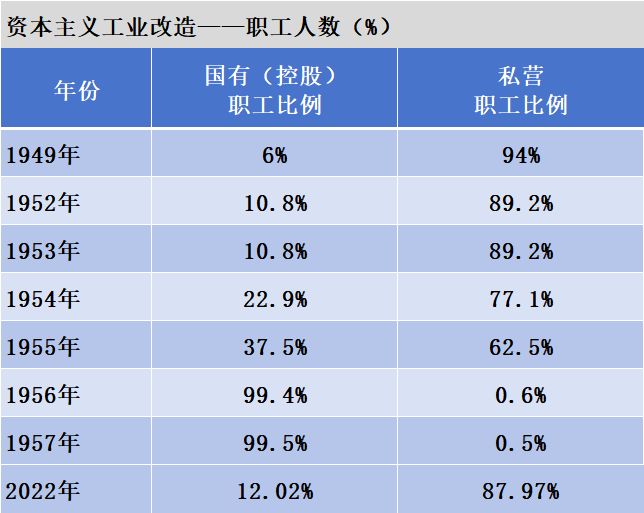 资本主义工业改造——职工人数（%）
年份 国有（控股）职工比例 私营职工比例
1949年 6% 94%
1952年 10.8% 89.2%
1953年 10.8% 89.2%
1954年 22.9% 77.1%
1955年 37.5% 62.5%
1956年 99.4% 0.6%
1957年 99.5% 0.5%
2022年 12.02% 87.97%